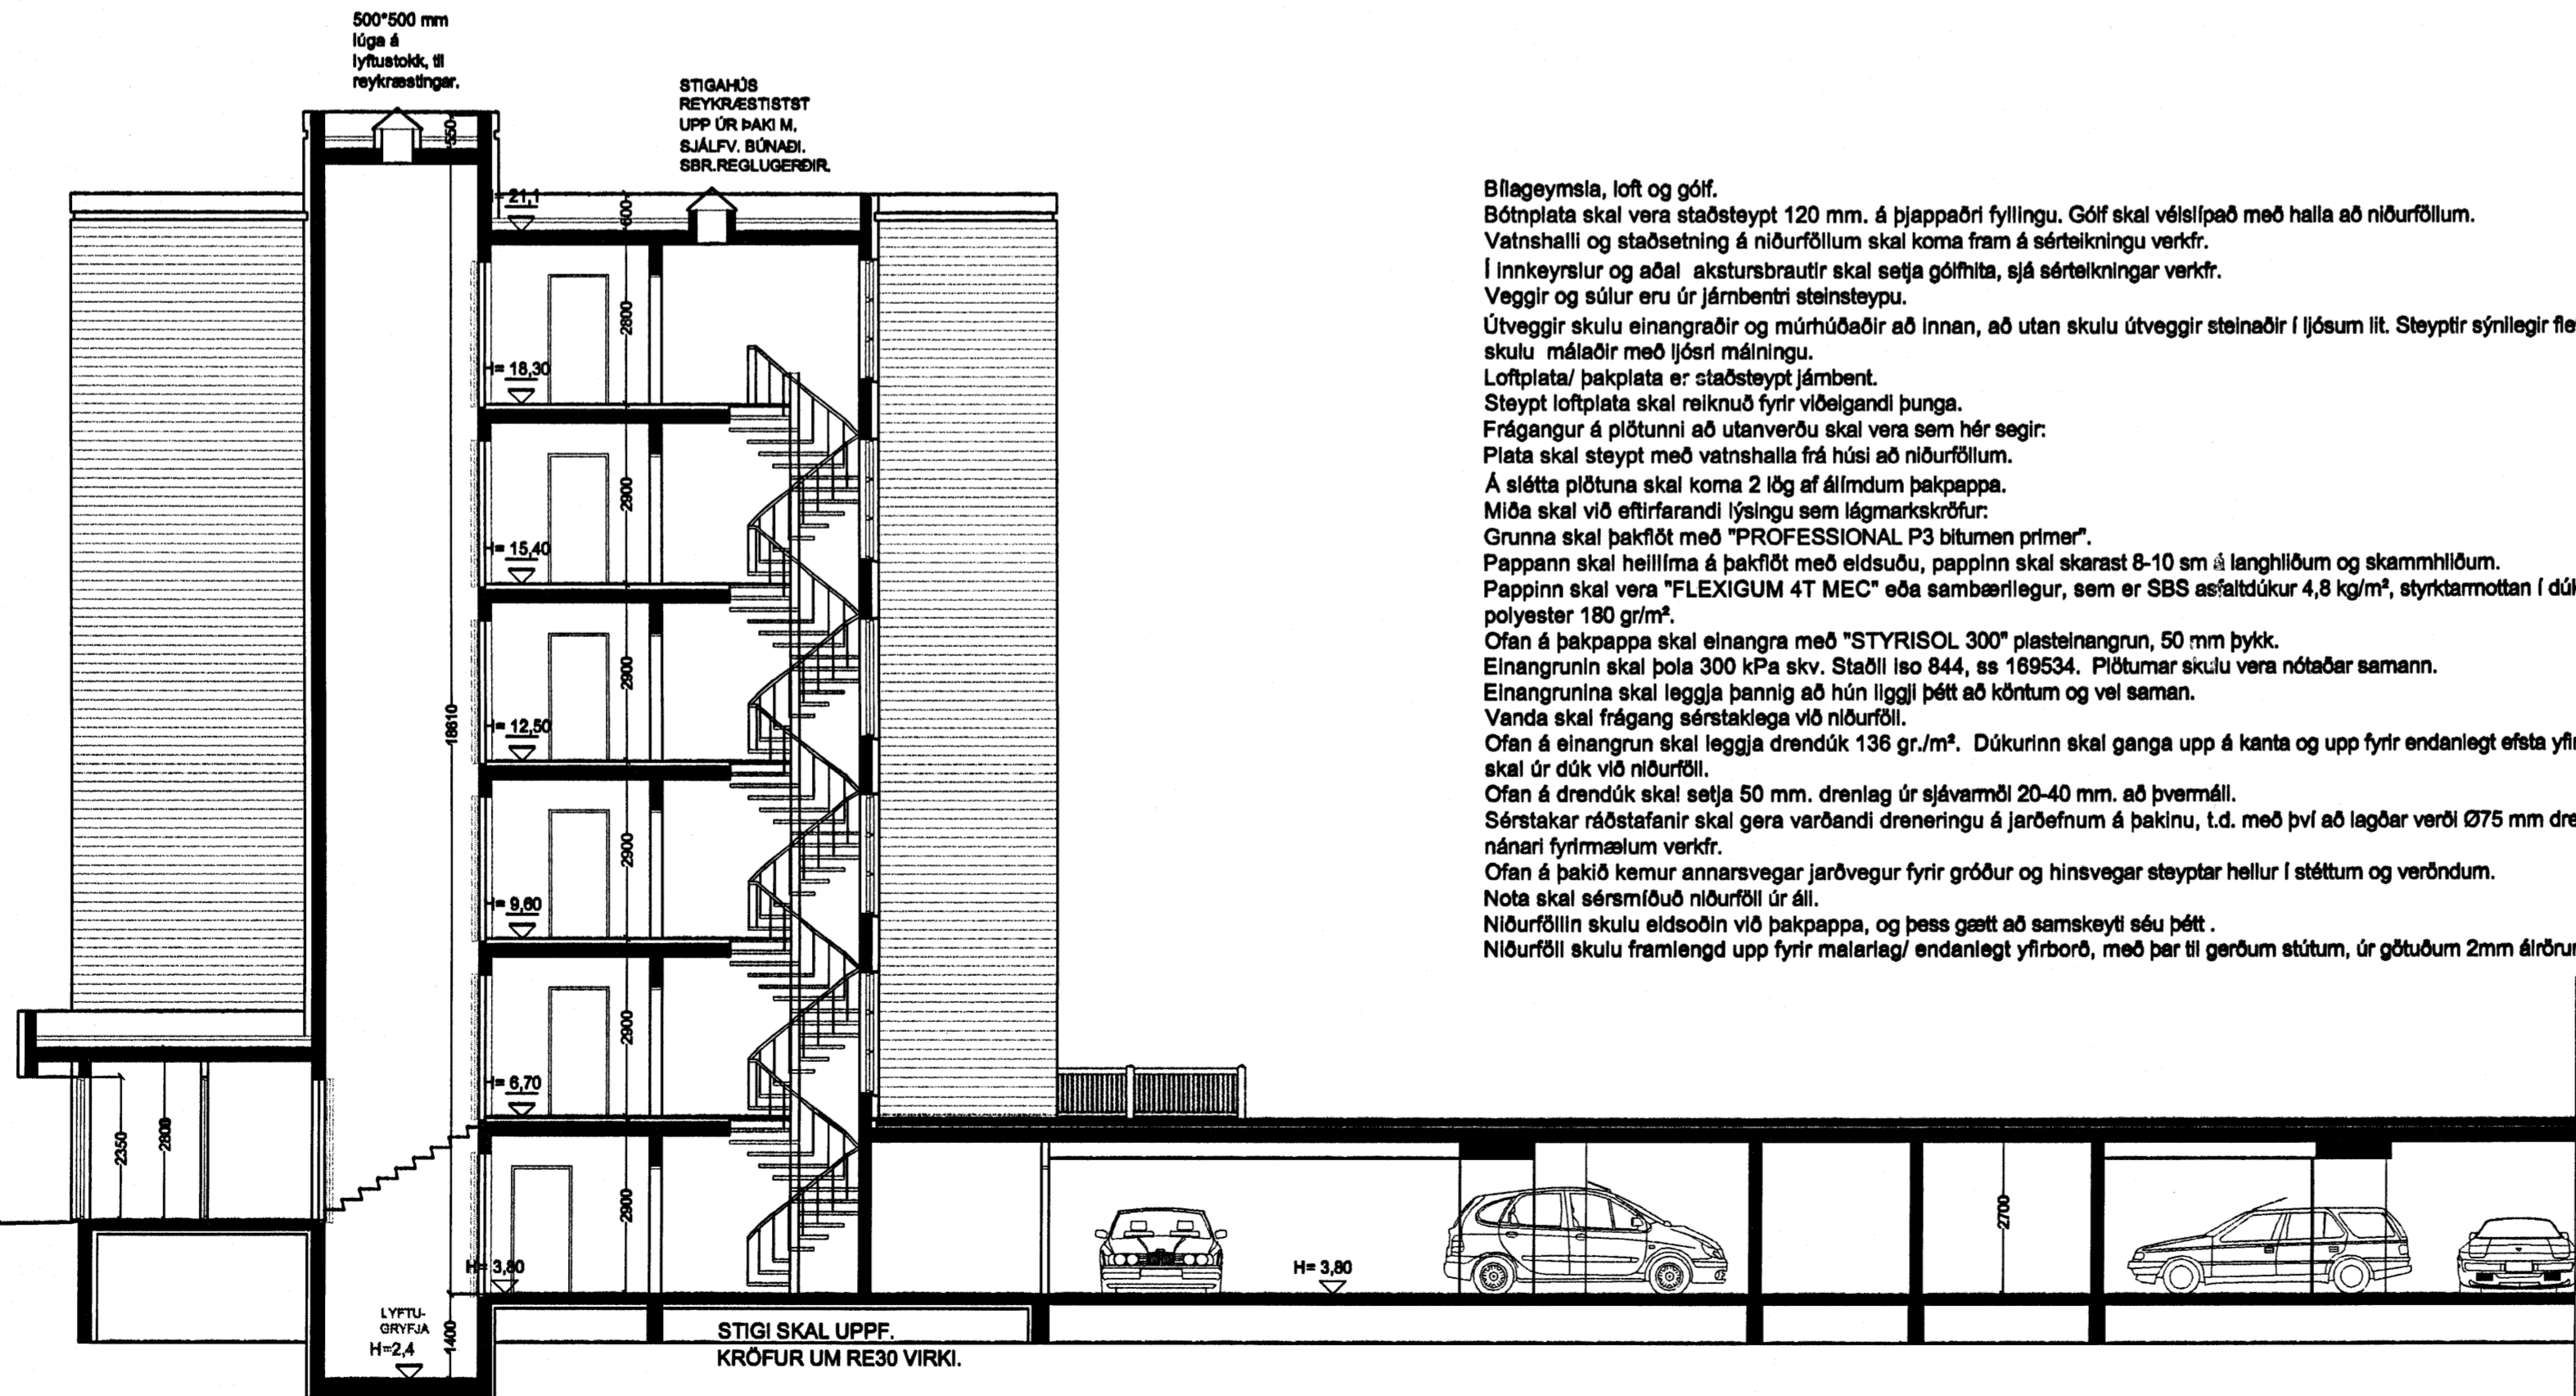 500*500 mm
lúga á
lyftustokk, til
reykræstingar.
STIGAHÚS
REYKRÆSTISTST
UPP ÚR ÞAKI M.
SJÁLFV. BÚNAÐI.
SBR.REGLUGERÐIR.
550
H= 21,1
600
2800
H= 18,30
2900
H= 15,40
2900
H= 12,50
18610
2900
H= 9,60
2900
H= 6,70
2350
2800
2900
H= 3,80
H= 3,80
2700
LYFTU-
GRYFJA
H=2,4
1400
STIGI SKAL UPPF.
KRÖFUR UM RE30 VIRKI.
Bílageymsla, loft og gólf.
Bótnplata skal vera staðsteypt 120 mm. á þjappaðri fyllingu. Gólf skal vélslípað með halla að niðurföllum.
Vatnshalli og staðsetning á niðurföllum skal koma fram á sérteikningu verkfr.
Í innkeyrslur og aðal akstursbrautir skal setja gólfhita, sjá sérteikningar verkfr.
Veggir og súlur eru úr járnbentri steinsteypu.
Útveggir skulu einangraðir og múrhúðaðir að innan, að utan skulu útveggir steinaðir í ljósum lit. Steyptir sýnilegir fle
skulu málaðir með ljósri málningu.
Loftplata/ þakplata er staðsteypt járnbent.
Steypt loftplata skal reiknuð fyrir viðeigandi þunga.
Frágangur á plötunni að utanverðu skal vera sem hér segir:
Plata skal steypt með vatnshalla frá húsi að niðurföllum.
Á slétta plötuna skal koma 2 lög af álímdum þakpappa.
Miða skal við eftirfarandi lýsingu sem lágmarkskröfur:
Grunna skal þakflöt með "PROFESSIONAL P3 bitumen primer".
Pappann skal heillíma á þakflöt með eldsuðu, pappinn skal skarast 8-10 sm á langhliðum og skammhliðum.
Pappinn skal vera "FLEXIGUM 4T MEC" eða sambærilegur, sem er SBS asfaltdúkur 4,8 kg/m², styrktarmottan í dúk
polyester 180 gr/m².
Ofan á þakpappa skal einangra með "STYRISOL 300" plasteinangrun, 50 mm þykk.
Einangrunin skal þola 300 kPa skv. Staðli iso 844, ss 169534. Plöturnar skulu vera nótaðar samann.
Einangrunina skal leggja þannig að hún liggji þétt að köntum og vel saman.
Vanda skal frágang sérstaklega við niðurföll.
Ofan á einangrun skal leggja drendúk 136 gr./m². Dúkurinn skal ganga upp á kanta og upp fyrir endanlegt efsta yfir
skal úr dúk við niðurföll.
Ofan á drendúk skal setja 50 mm. drenlag úr sjávarmöl 20-40 mm. að þvermáli.
Sérstakar ráðstafanir skal gera varðandi dreneringu á jarðefnum á þakinu, t.d. með því að lagðar verði Ø75 mm dre
nánari fyrirmælum verkfr.
Ofan á þakið kemur annarsvegar jarðvegur fyrir gróður og hinsvegar steyptar hellur í stéttum og veröndum.
Nota skal sérsmíðuð niðurföll úr áli.
Niðurföllin skulu eldsoðin við þakpappa, og þess gætt að samskeyti séu þétt .
Niðurföll skulu framlengd upp fyrir malarlag/ endanlegt yfirborð, með þar til gerðum stútum, úr götuðum 2mm álrörum